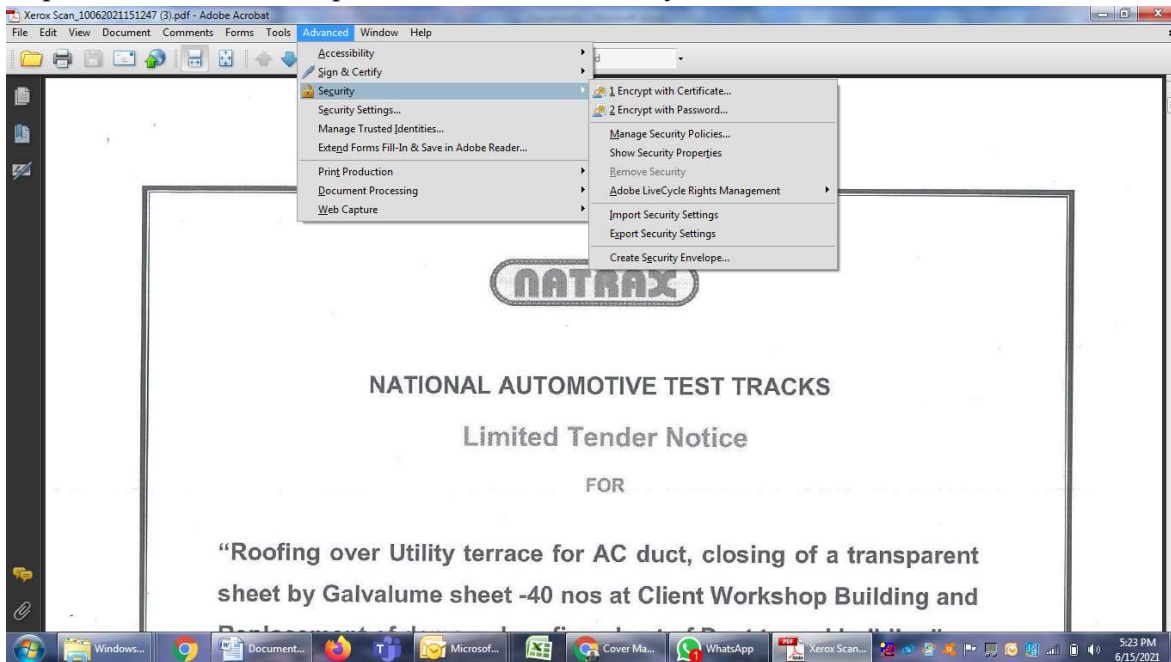 Xerox Scan_10062021151247 (3).pdf - Adobe Acrobat
File Edit View Document Comments Forms Tools Advanced Window Help
Accessibility
Sign & Certify
Security
Security Settings...
Manage Trusted Identities...
Extend Forms Fill-In & Save in Adobe Reader...
Print Production
Document Processing
Web Capture
1 Encrypt with Certificate...
2 Encrypt with Password...
Manage Security Policies...
Show Security Properties
Remove Security
Adobe LiveCycle Rights Management
Import Security Settings
Export Security Settings
Create Security Envelope...
NATRAX
NATIONAL AUTOMOTIVE TEST TRACKS
Limited Tender Notice
FOR
“Roofing over Utility terrace for AC duct, closing of a transparent
sheet by Galvalume sheet -40 nos at Client Workshop Building and
Windows... Document... Microsof... Cover Ma... WhatsApp Xerox Scan... 5:23 PM
6/15/2021